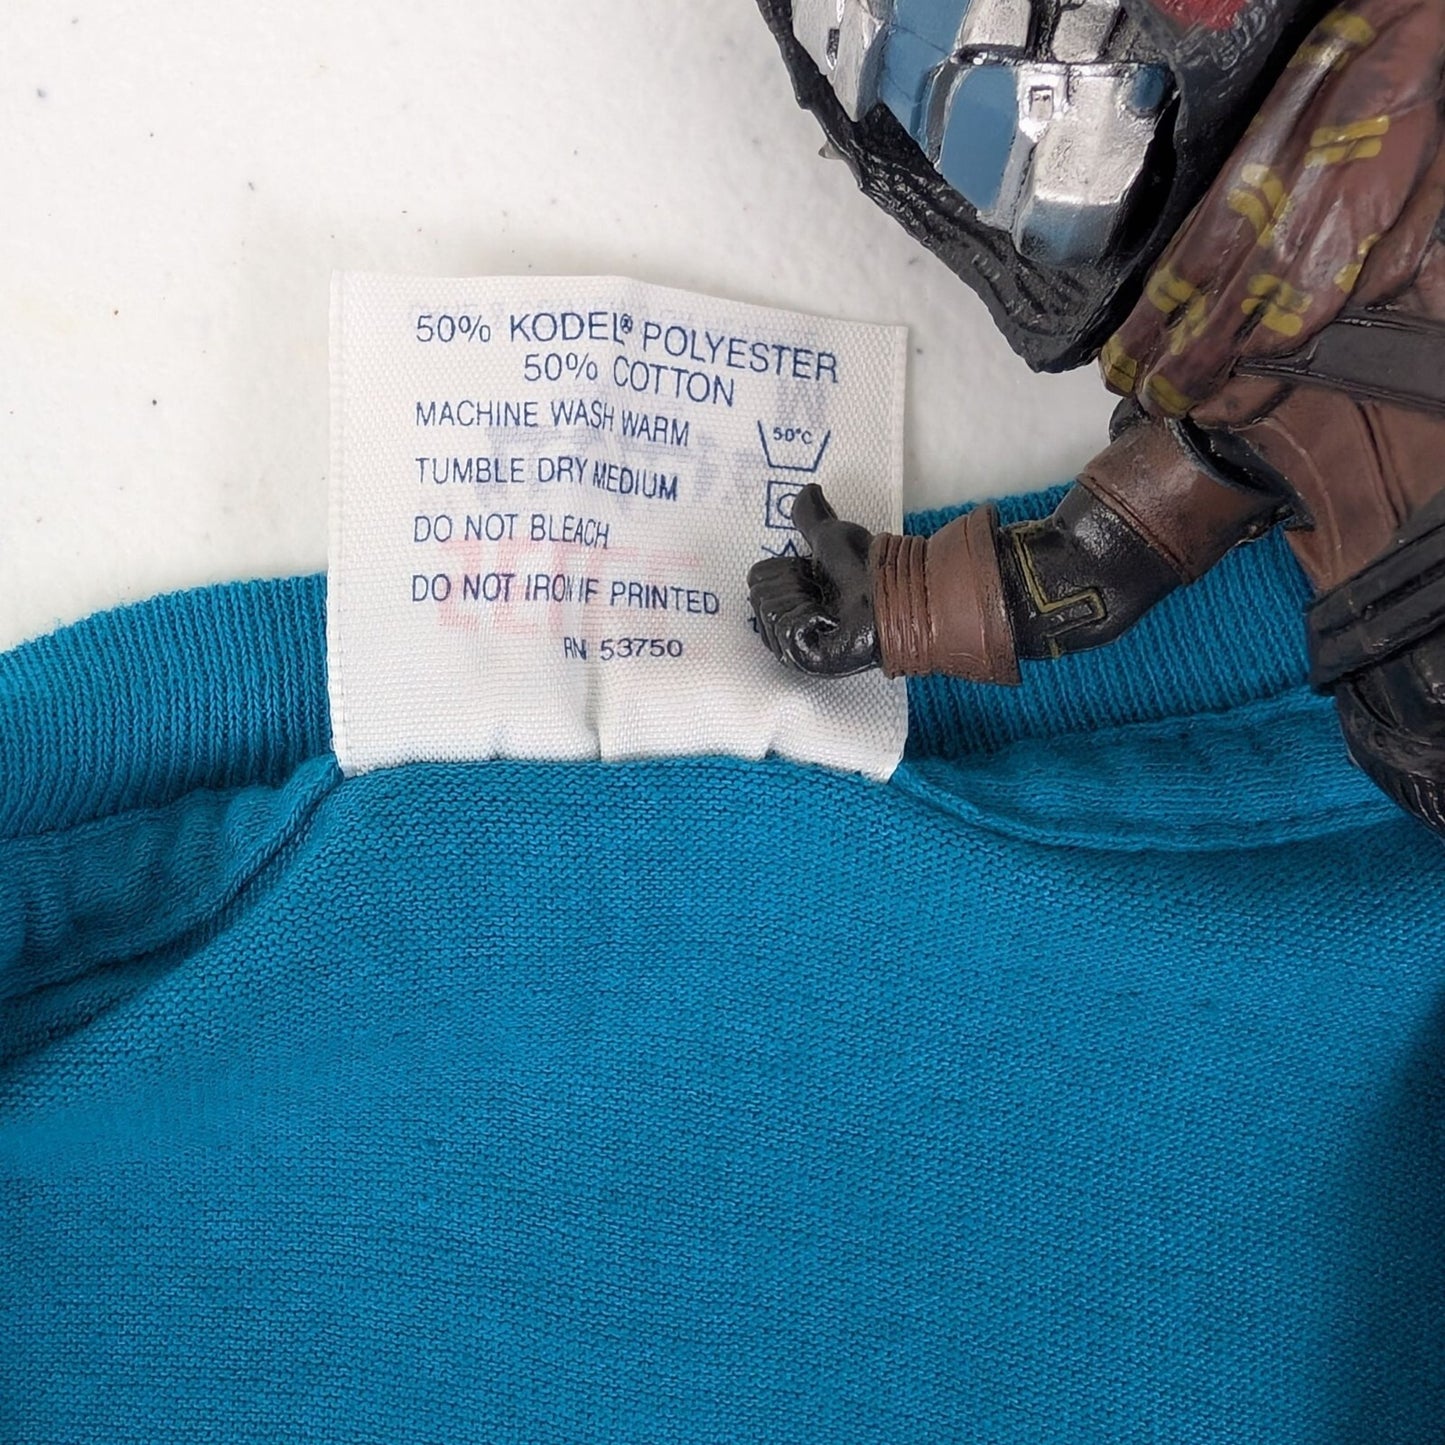 50% KODEL® POLYESTER
50% COTTON
MACHINE WASH WARM
50°C
TUMBLE DRY MEDIUM
DO NOT BLEACH
DO NOT IRON IF PRINTED
RN 53750